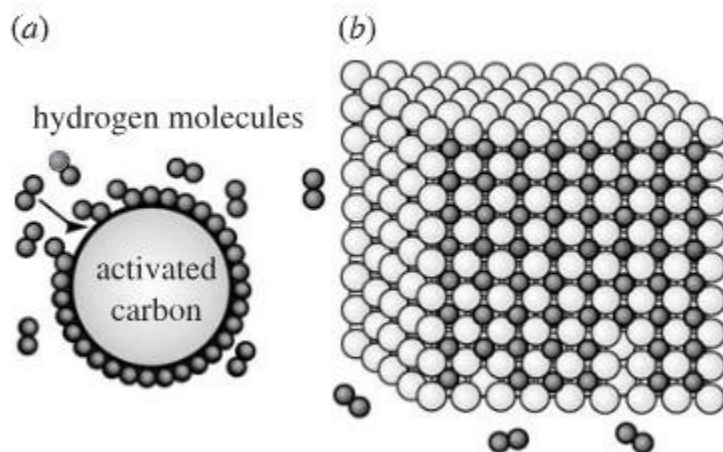 (a)
(b)
hydrogen molecules
activated
carbon